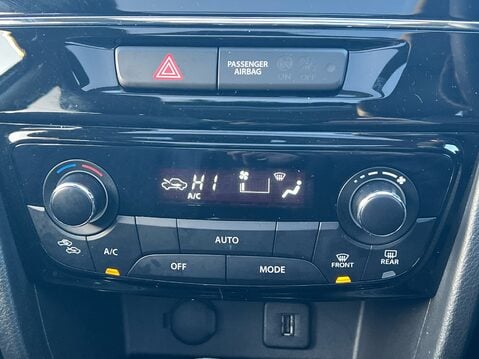 PASSENGER
AIRBAG
ON OFF
HI
A/C
AUTO
A/C
OFF
MODE
FRONT
REAR